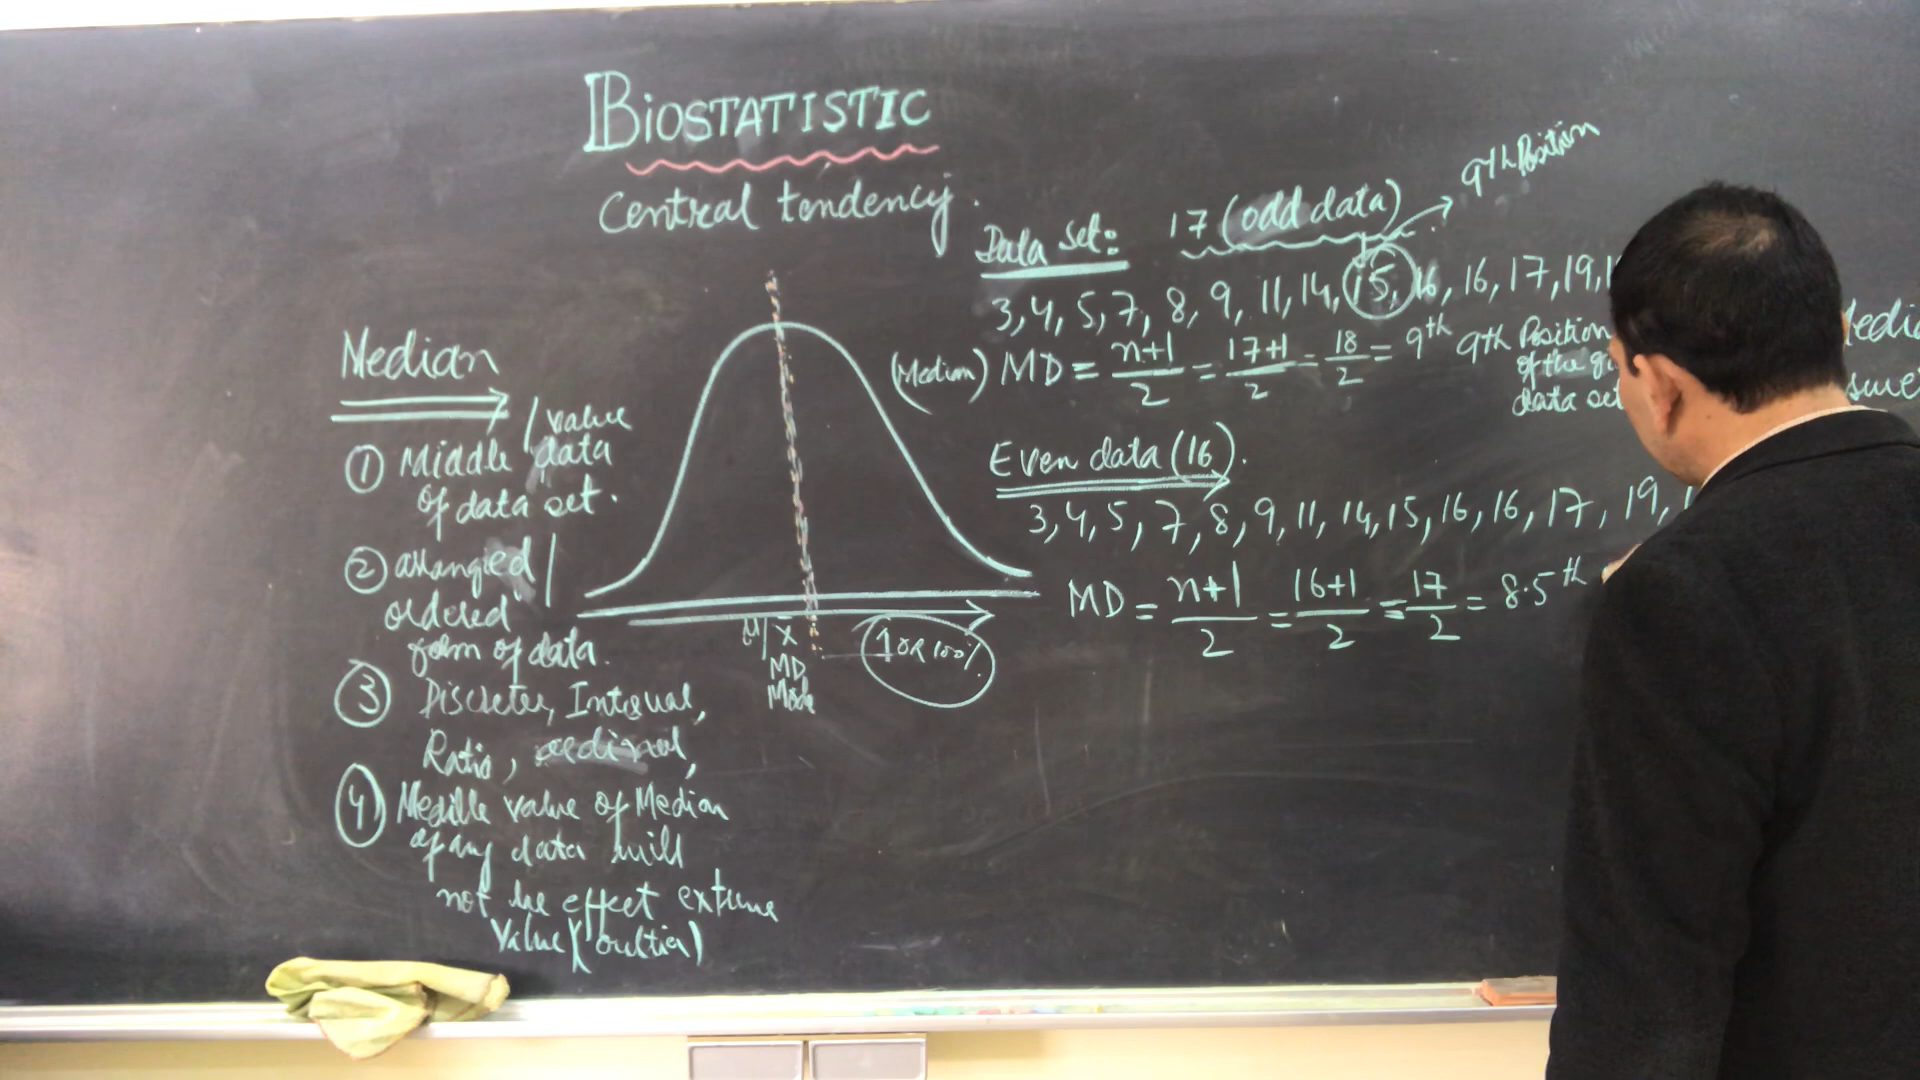 BIOSTATISTIC
Central tendency.
Median
① Middle / value
data
of data set.
② arrangied /
ordered
form of data.
③ Discrete, Interval,
Ratio,
④ value of Median
of any data will
not be effect extreme
value (outlier)
μ/x̄
MD
Mode
1 OR 100%
Data set: 17 (odd data)
9th Position
3, 4, 5, 7, 8, 9, 11, 14, 15, 16, 16, 17, 19,
(Median) MD = n+1/2 = 17+1/2 = 18/2 = 9th 9th Position
of the
data set
Even data (16).
3, 4, 5, 7, 8, 9, 11, 14, 15, 16, 16, 17, 19,
MD = n+1/2 = 16+1/2 = 17/2 = 8.5th